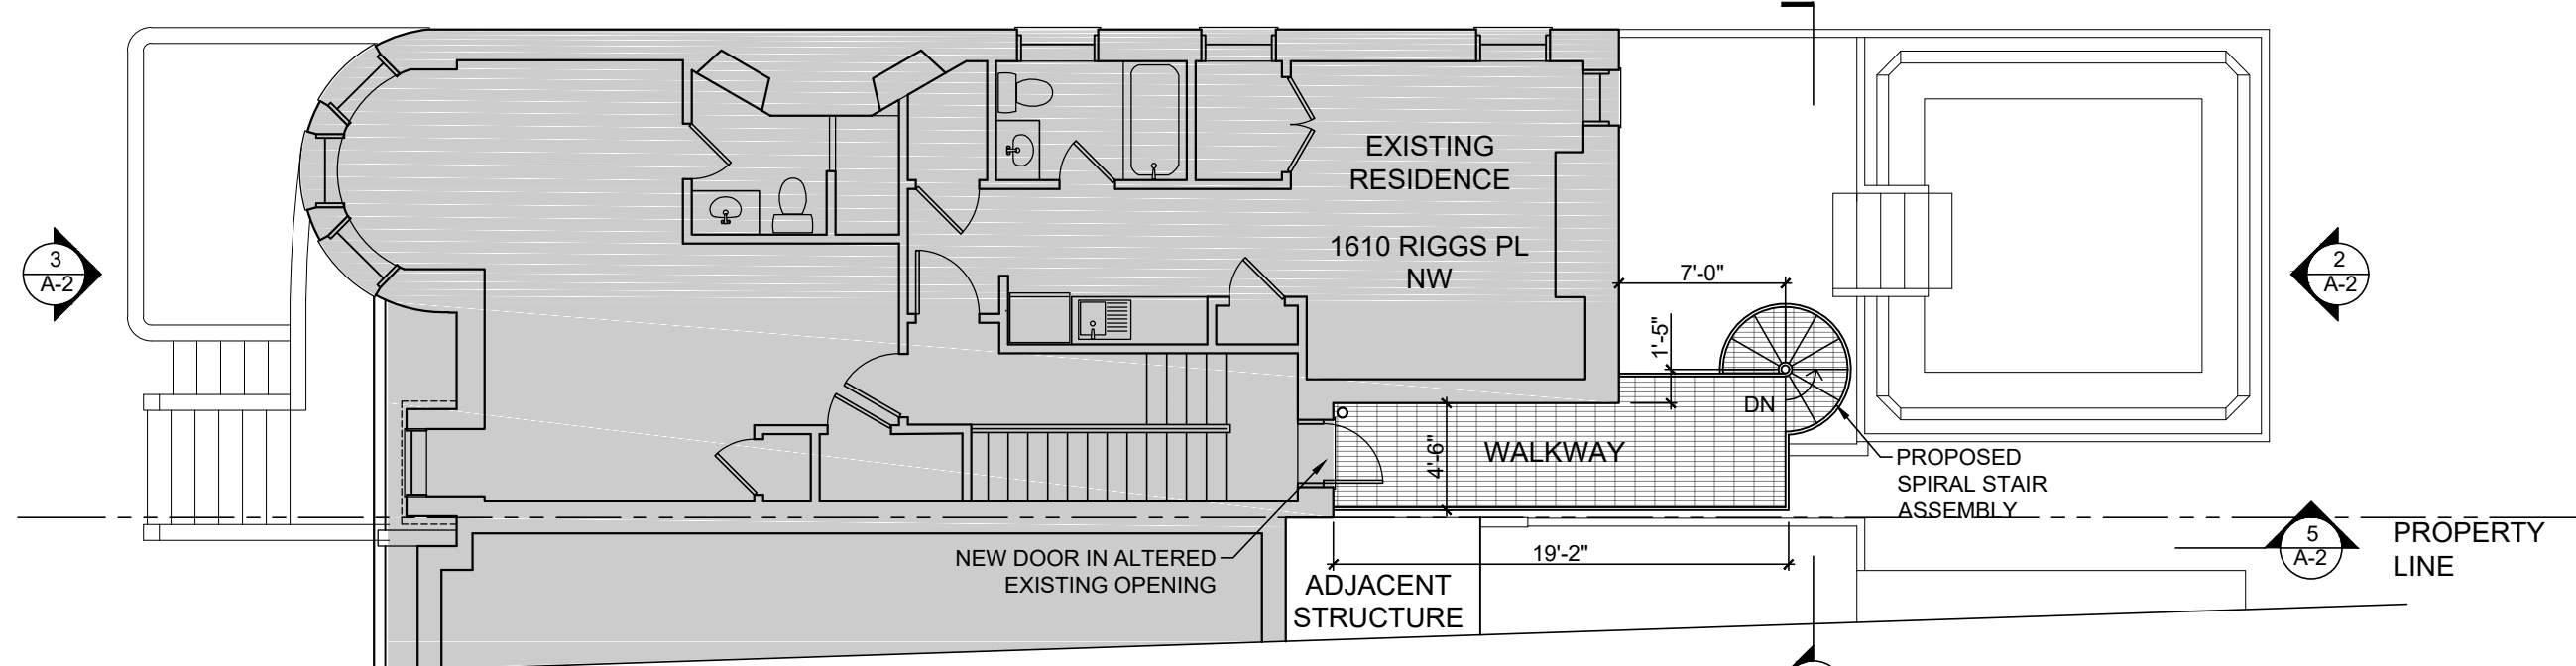 EXISTING
RESIDENCE
1610 RIGGS PL
NW
3
A-2
2
A-2
7'-0"
1'-5"
DN
4'-6"
WALKWAY
PROPOSED
SPIRAL STAIR
ASSEMBLY
NEW DOOR IN ALTERED
EXISTING OPENING
19'-2"
ADJACENT
STRUCTURE
5
A-2
PROPERTY
LINE